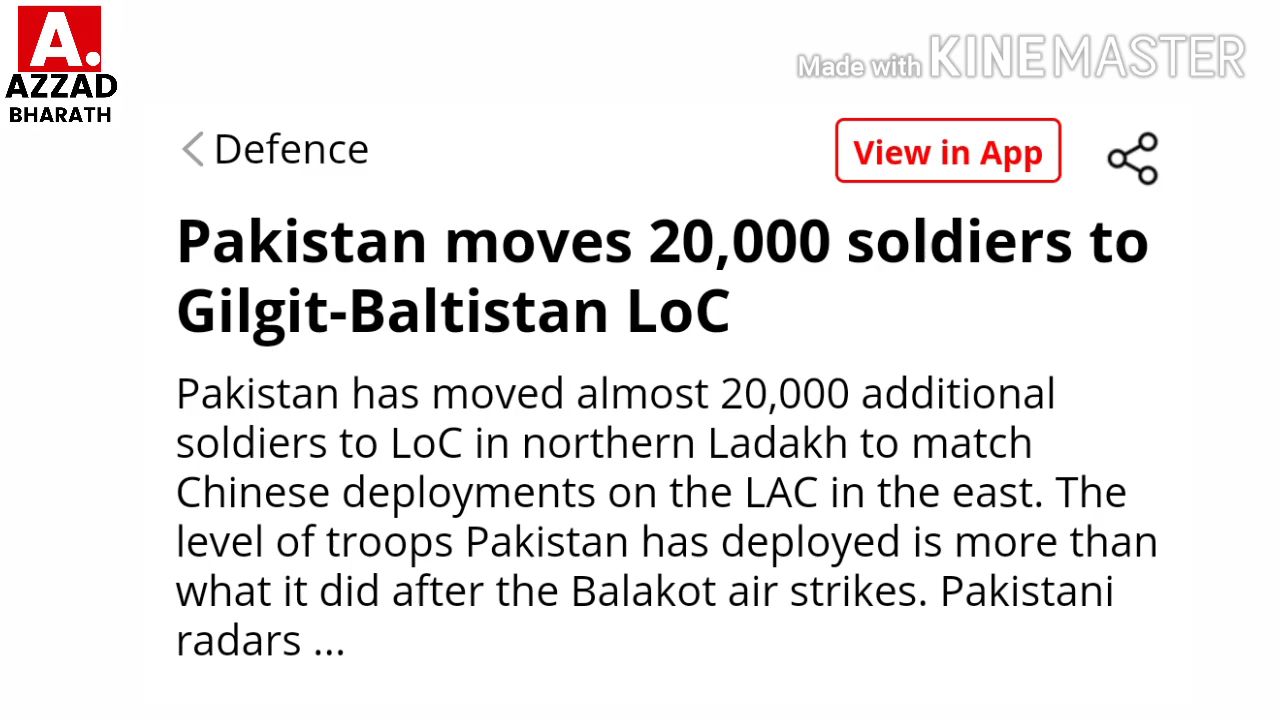 A.
AZZAD
BHARATH
Made with KINEMASTER
Defence
View in App
Pakistan moves 20,000 soldiers to
Gilgit-Baltistan LoC
Pakistan has moved almost 20,000 additional
soldiers to LoC in northern Ladakh to match
Chinese deployments on the LAC in the east. The
level of troops Pakistan has deployed is more than
what it did after the Balakot air strikes. Pakistani
radars ...